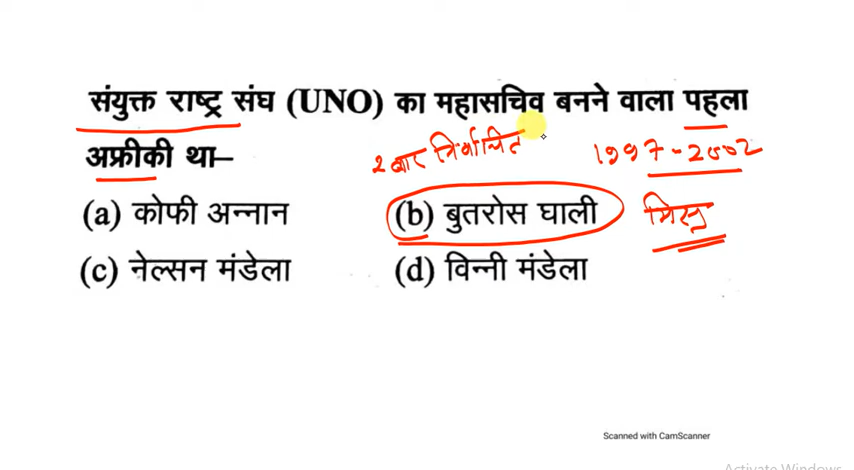 संयुक्त राष्ट्र संघ (UNO) का महासचिव बनने वाला पहला
अफ्रीकी था–
2 बार निर्वाचित
1997-2002
(a) कोफी अन्नान
(b) बुतरोस घाली
मिस्र
(c) नेल्सन मंडेला
(d) विन्नी मंडेला
Scanned with CamScanner
Activate Windows